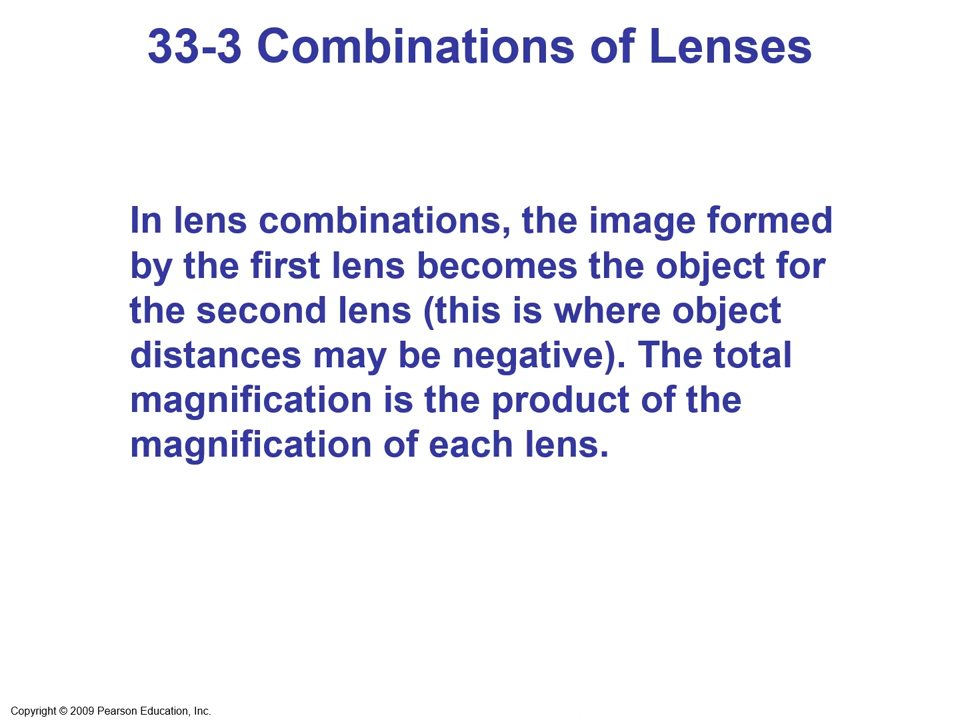 33-3 Combinations of Lenses
In lens combinations, the image formed
by the first lens becomes the object for
the second lens (this is where object
distances may be negative). The total
magnification is the product of the
magnification of each lens.
Copyright © 2009 Pearson Education, Inc.